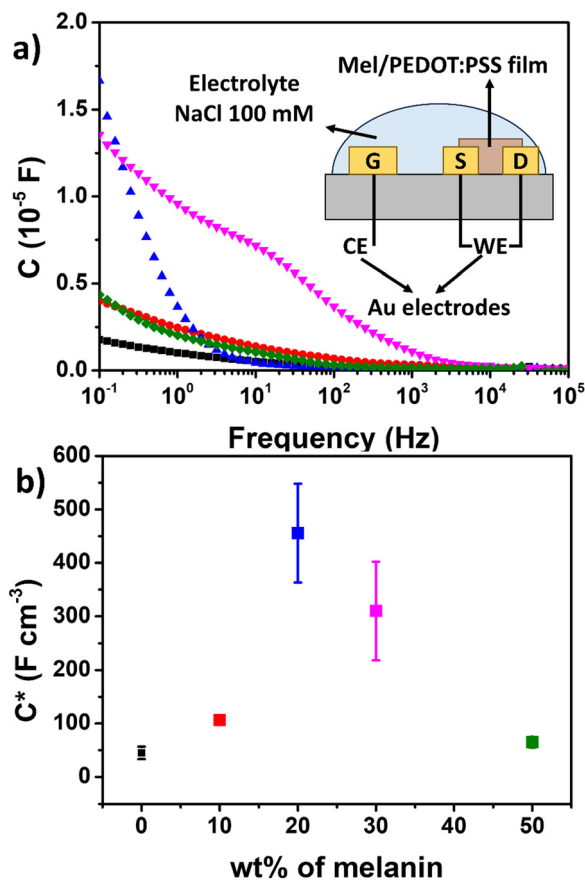 a)
C (10⁻⁵ F)
2.0
1.5
1.0
0.5
0.0
Electrolyte
NaCl 100 mM
Mel/PEDOT:PSS film
G
S
D
CE
WE
Au electrodes
10⁻¹ 10⁰ 10¹ 10² 10³ 10⁴ 10⁵
Frequency (Hz)
b)
C* (F cm⁻³)
600
500
400
300
200
100
0
0 10 20 30 40 50
wt% of melanin